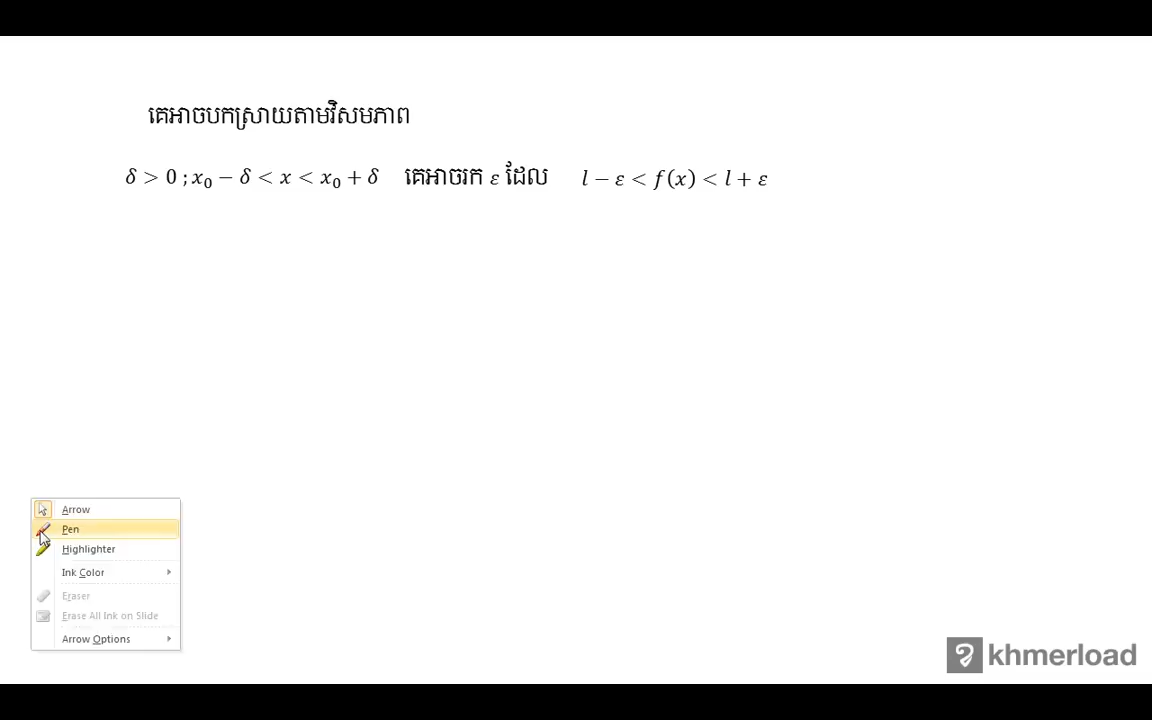 គេអាចបកស្រាយតាមវិសមភាព
δ > 0 ; x₀ − δ < x < x₀ + δ គេអាចរក ε ដែល l − ε < f(x) < l + ε
Arrow
Pen
Highlighter
Ink Color
Eraser
Erase All Ink on Slide
Arrow Options
khmerload